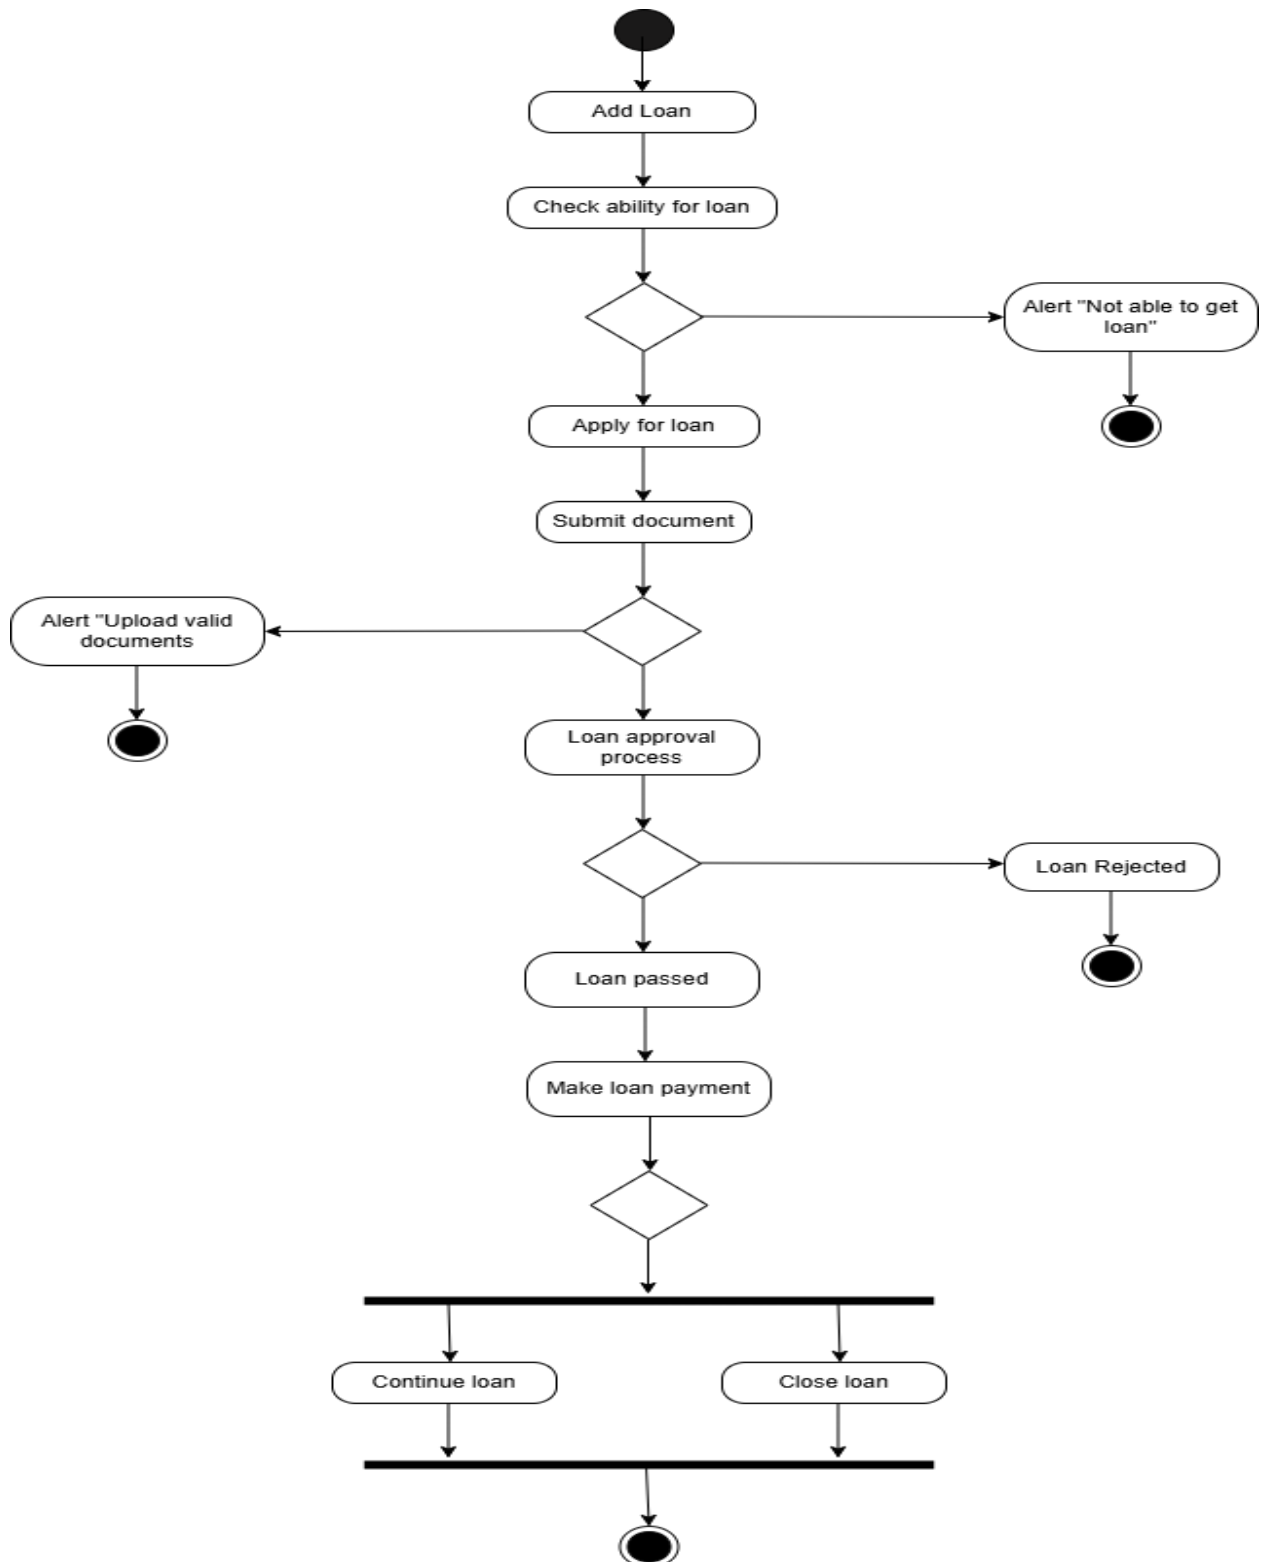 Add Loan
Check ability for loan
Alert "Not able to get
loan"
Apply for loan
Submit document
Alert "Upload valid
documents
Loan approval
process
Loan Rejected
Loan passed
Make loan payment
Continue loan
Close loan